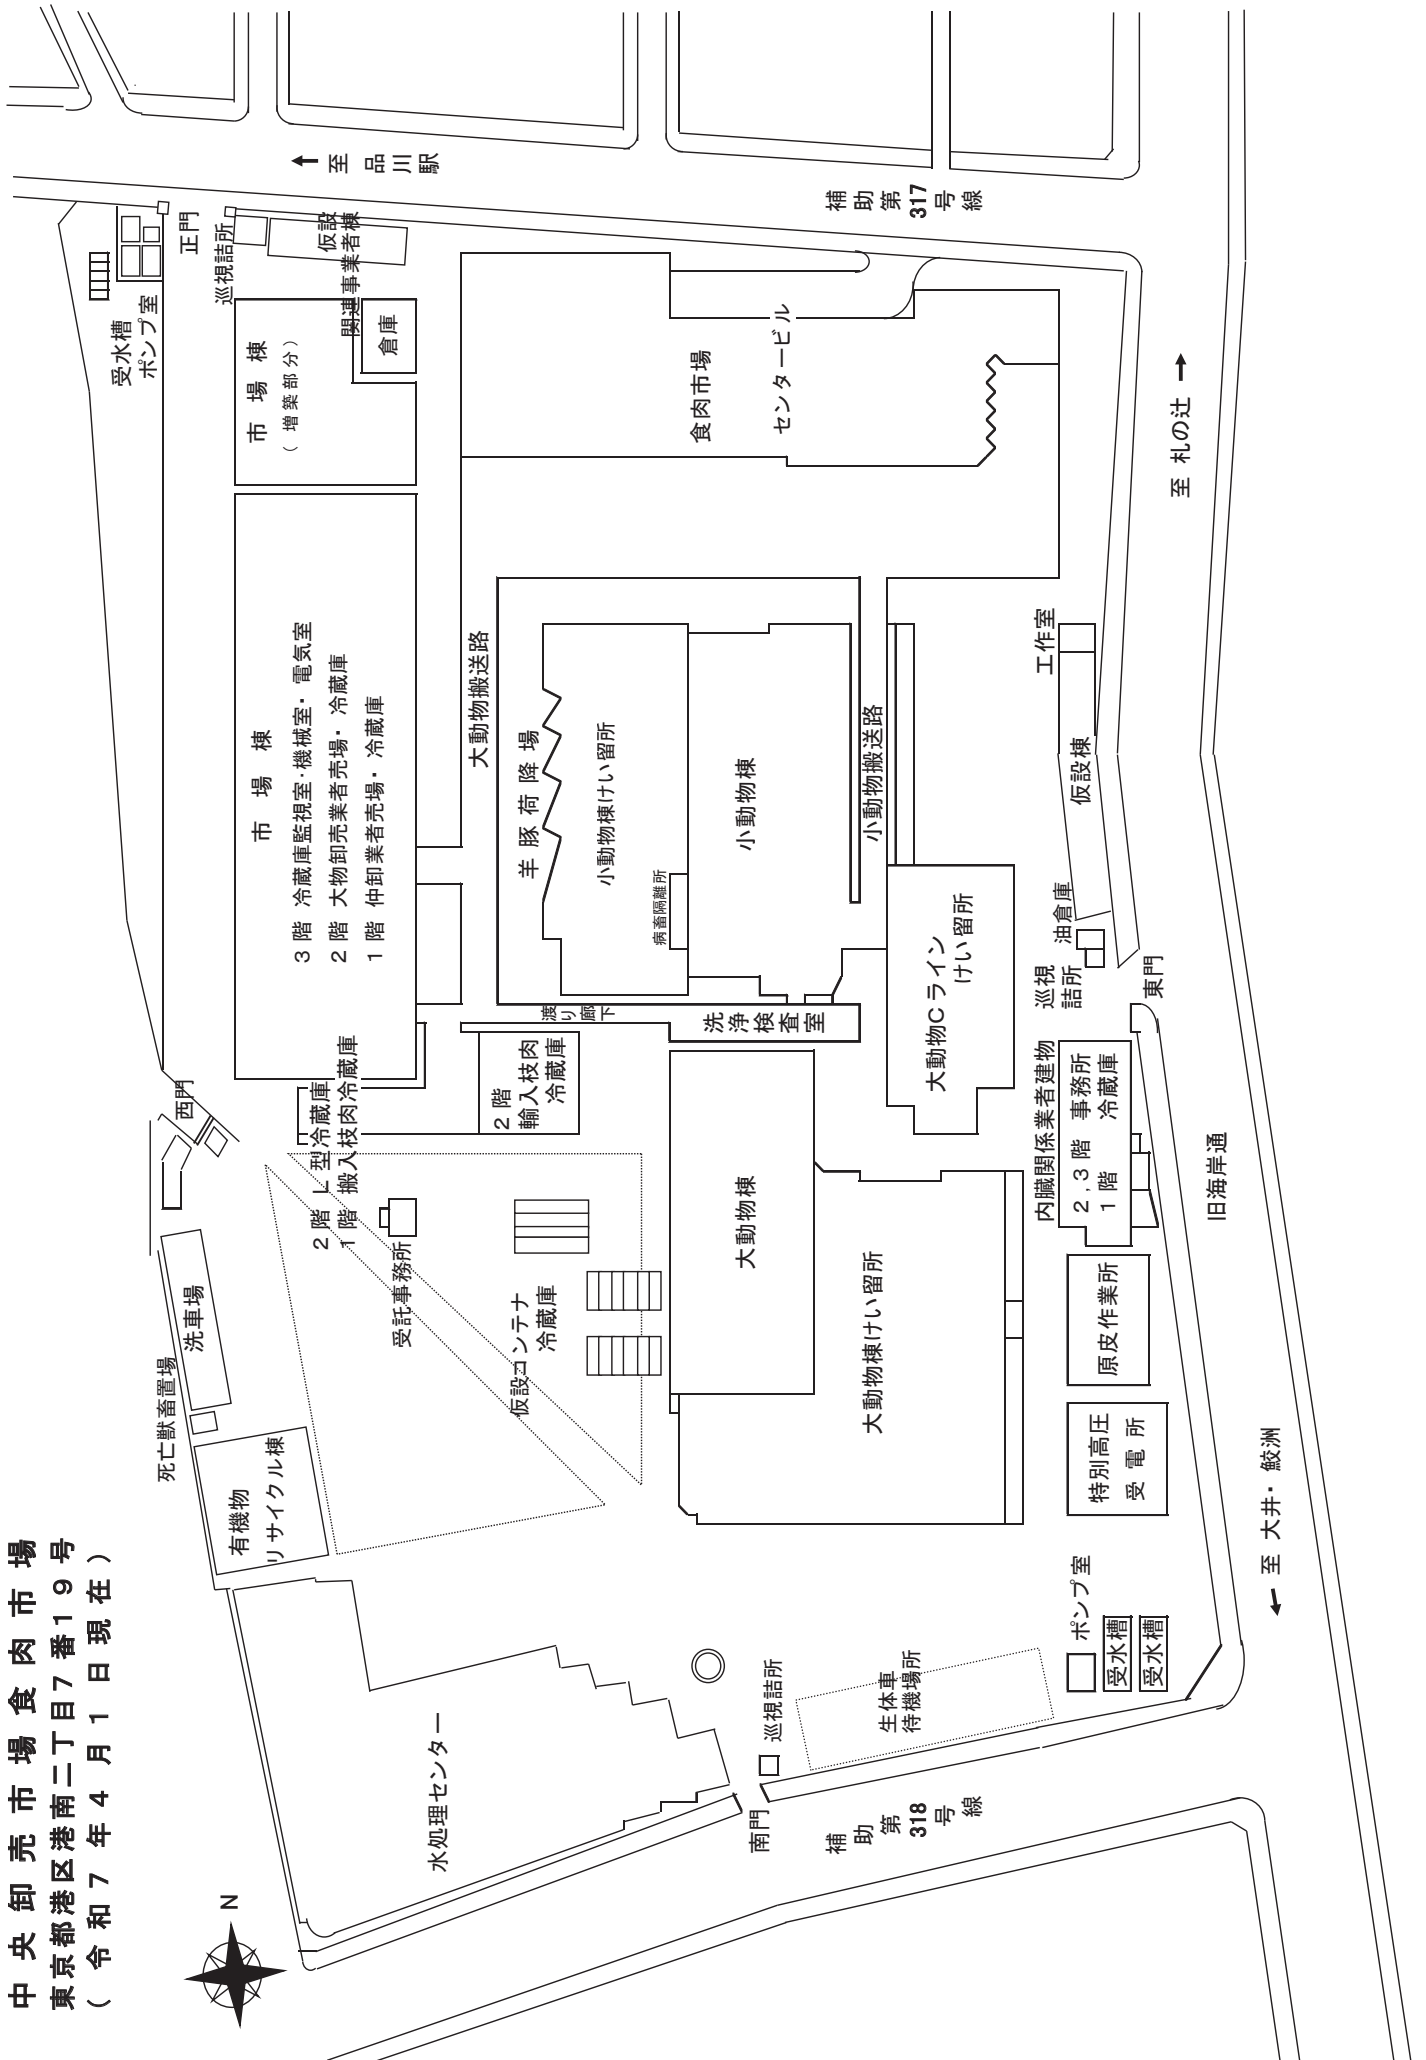 中央卸売市場食肉市場
東京都港区港南二丁目7番19号
(令和7年4月1日現在)
N
水処理センター
有機物
リサイクル棟
死亡獣畜置場
洗車場
西門
2階 L型冷蔵庫
1階 搬入枝肉冷蔵庫
受託事務所
仮設コンテナ
冷蔵庫
2階
輸入枝肉
冷蔵庫
市場棟
3階 冷蔵庫監視室・機械室・電気室
2階 大物卸売業者売場・冷蔵庫
1階 仲卸業者売場・冷蔵庫
市場棟
(増築部分)
倉庫
受水槽
ポンプ室
正門
巡視詰所
仮設
関連事業者棟
至 品川駅
補助第317号線
食肉市場
センタービル
大動物搬送路
羊豚荷降場
小動物棟けい留所
病畜隔離所
小動物棟
小動物搬送路
渡り廊下
洗浄検査室
大動物Cライン
けい留所
工作室
仮設棟
油倉庫
巡視
詰所
東門
至 札の辻
大動物棟
大動物棟けい留所
内臓関係業者建物
2,3階 事務所
1階 冷蔵庫
原皮作業所
特別高圧
受電所
旧海岸通
至 大井・鮫洲
ポンプ室
受水槽
受水槽
生体車
待機場所
巡視詰所
南門
補助第318号線